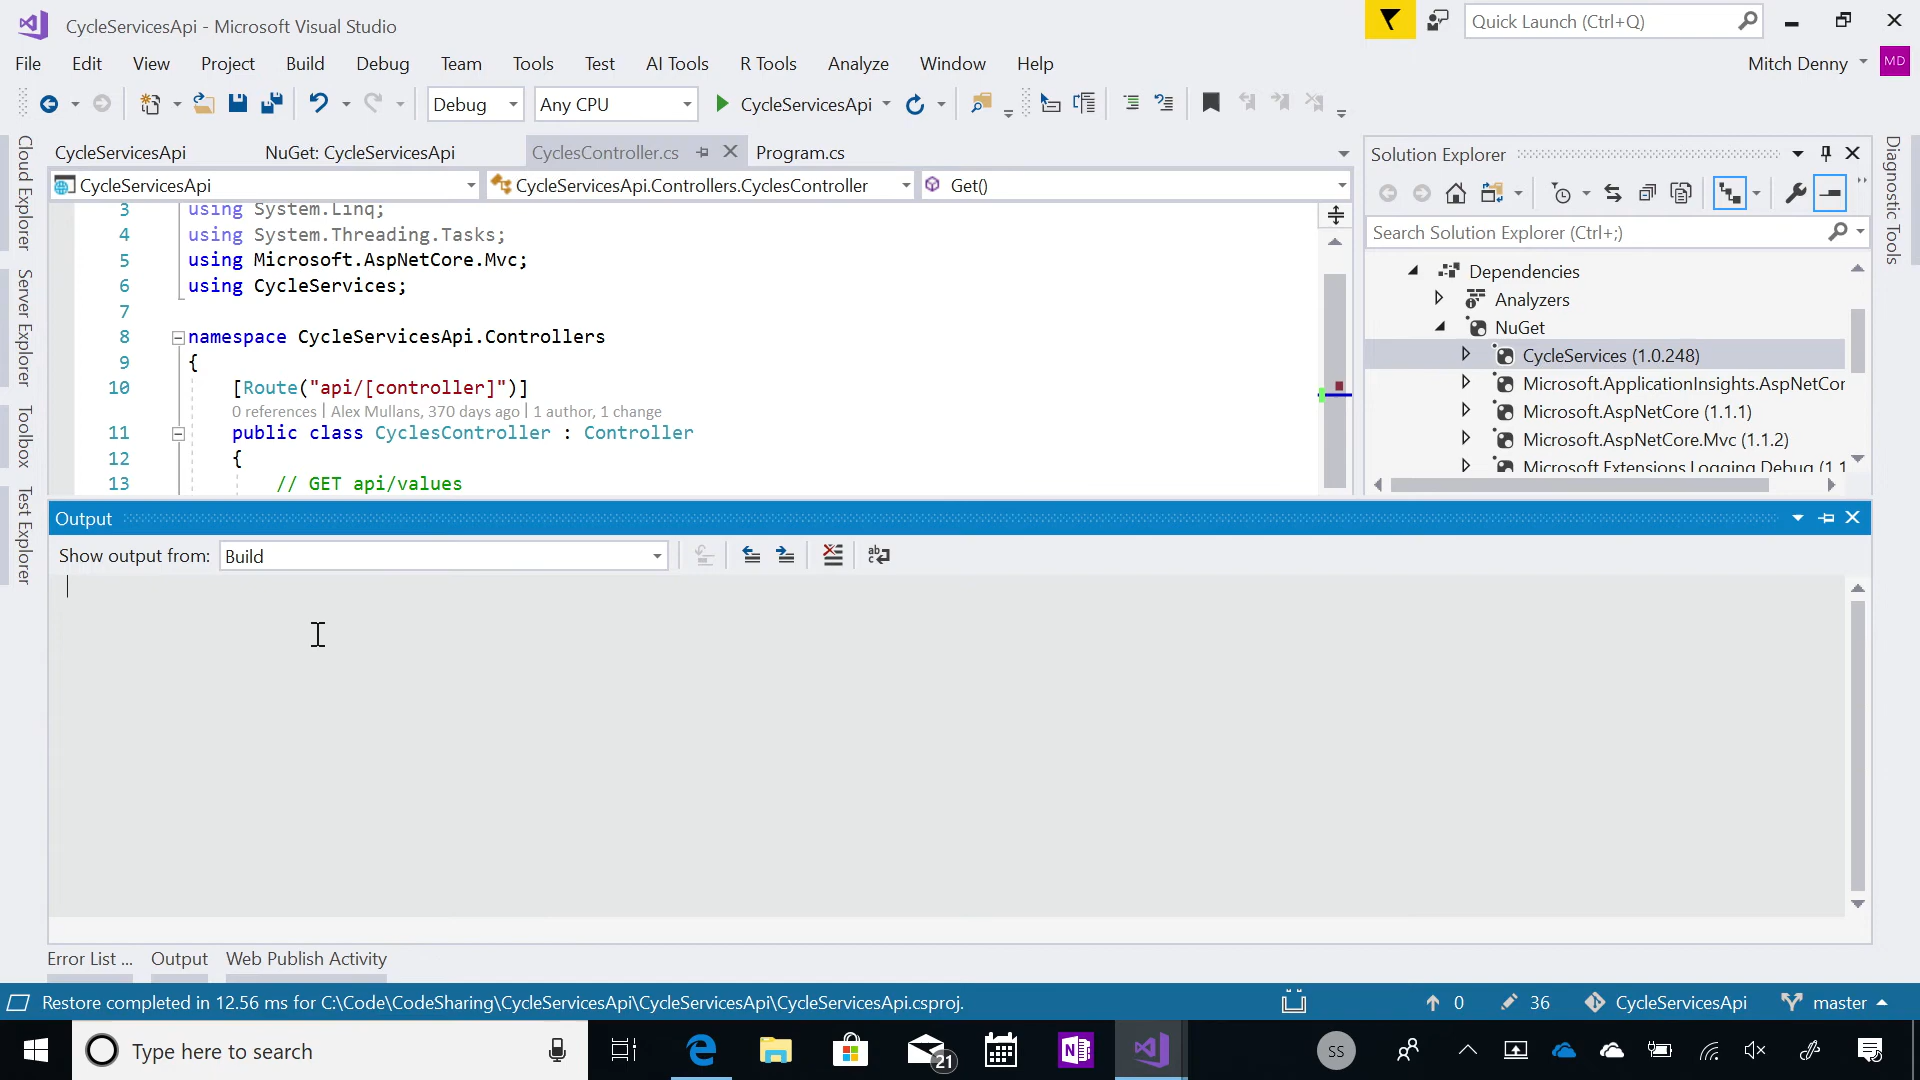 CycleServicesApi - Microsoft Visual Studio
Quick Launch (Ctrl+Q)
File Edit View Project Build Debug Team Tools Test AI Tools R Tools Analyze Window Help
Mitch Denny MD
Debug Any CPU CycleServicesApi
Cloud Explorer
Server Explorer
Toolbox
Test Explorer
CycleServicesApi NuGet: CycleServicesApi CyclesController.cs Program.cs
CycleServicesApi CycleServicesApi.Controllers.CyclesController Get()
3 using System.Linq;
4 using System.Threading.Tasks;
5 using Microsoft.AspNetCore.Mvc;
6 using CycleServices;
7
8 namespace CycleServicesApi.Controllers
9 {
10 [Route("api/[controller]")]
0 references | Alex Mullans, 370 days ago | 1 author, 1 change
11 public class CyclesController : Controller
12 {
13 // GET api/values
Solution Explorer
Search Solution Explorer (Ctrl+;)
Dependencies
Analyzers
NuGet
CycleServices (1.0.248)
Microsoft.ApplicationInsights.AspNetCor
Microsoft.AspNetCore (1.1.1)
Microsoft.AspNetCore.Mvc (1.1.2)
Microsoft.Extensions.Logging.Debug (1.1
Diagnostic Tools
Output
Show output from: Build
Error List ... Output Web Publish Activity
Restore completed in 12.56 ms for C:\Code\CodeSharing\CycleServicesApi\CycleServicesApi\CycleServicesApi.csproj.
0 36 CycleServicesApi master
Type here to search
21
SS